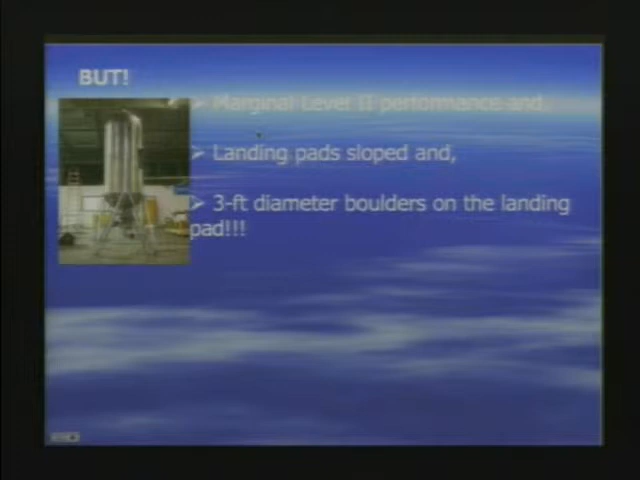 BUT!
➢ Marginal Level II performance and
➢ Landing pads sloped and,
➢ 3-ft diameter boulders on the landing
pad!!!